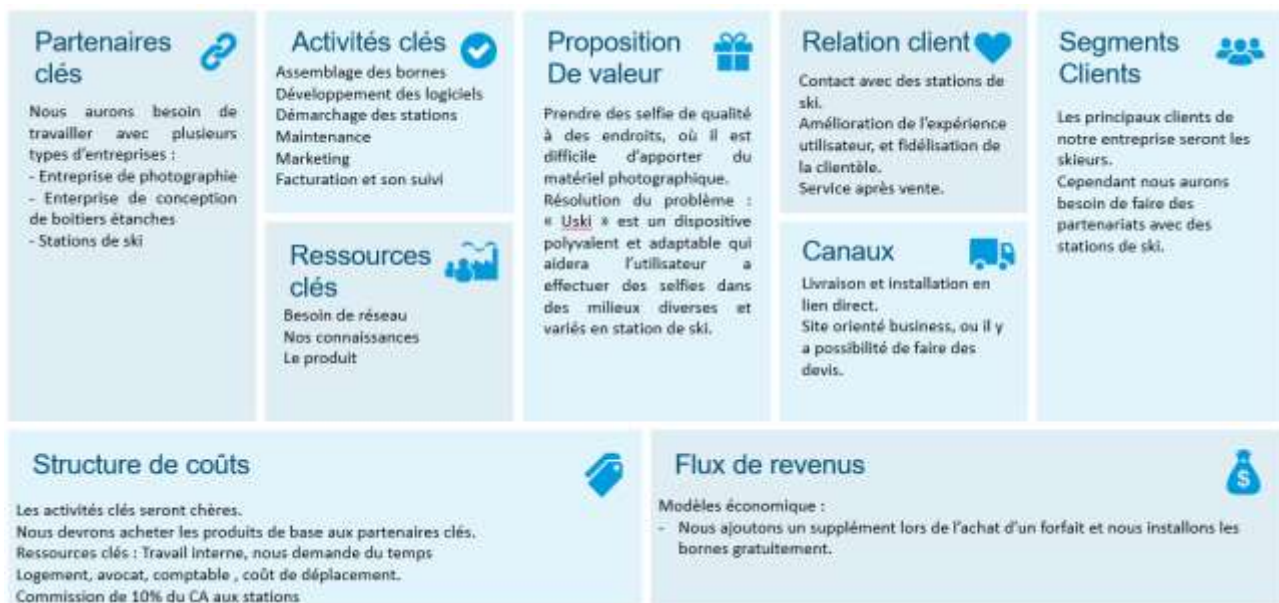 Partenaires
clés
Nous aurons besoin de
travailler avec plusieurs
types d'entreprises :
- Entreprise de photographie
- Enterprise de conception
de boitiers étanches
- Stations de ski
Activités clés
Assemblage des bornes
Développement des logiciels
Démarchage des stations
Maintenance
Marketing
Facturation et son suivi
Ressources
clés
Besoin de réseau
Nos connaissances
Le produit
Proposition
De valeur
Prendre des selfie de qualité
à des endroits, où il est
difficile d'apporter du
matériel photographique.
Résolution du problème :
« Uski » est un dispositive
polyvalent et adaptable qui
aidera l'utilisateur a
effectuer des selfies dans
des milieux diverses et
variés en station de ski.
Relation client
Contact avec des stations de
ski.
Amélioration de l'expérience
utilisateur, et fidélisation de
la clientèle.
Service après vente.
Canaux
Livraison et installation en
lien direct.
Site orienté business, ou il y
a possibilité de faire des
devis.
Segments
Clients
Les principaux clients de
notre entreprise seront les
skieurs.
Cependant nous aurons
besoin de faire des
partenariats avec des
stations de ski.
Structure de coûts
Les activités clés seront chères.
Nous devrons acheter les produits de base aux partenaires clés.
Ressources clés : Travail interne, nous demande du temps
Logement, avocat, comptable , coût de déplacement.
Commission de 10% du CA aux stations
Flux de revenus
Modèles économique :
- Nous ajoutons un supplément lors de l'achat d'un forfait et nous installons les
bornes gratuitement.
$